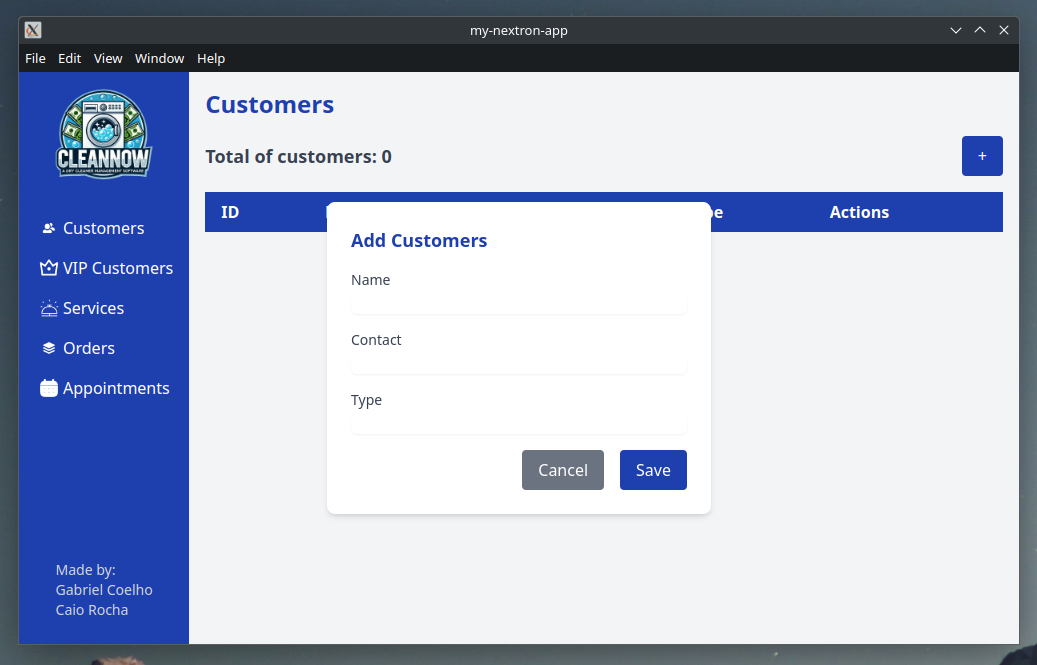 my-nextron-app
File Edit View Window Help
CLEANNOW
A DRY CLEANER MANAGEMENT SOFTWARE
Customers
VIP Customers
Services
Orders
Appointments
Made by:
Gabriel Coelho
Caio Rocha
Customers
Total of customers: 0
+
ID Actions
Add Customers
Name
Contact
Type
Cancel Save